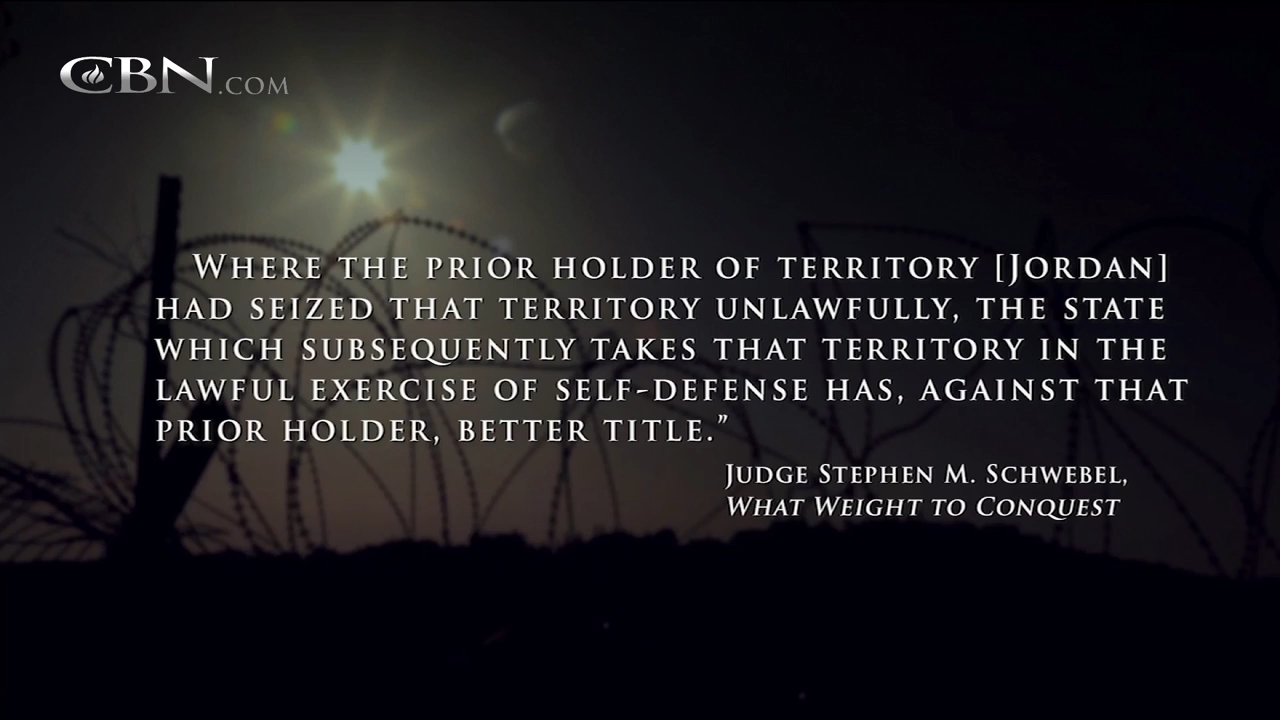 CBN.COM
WHERE THE PRIOR HOLDER OF TERRITORY [JORDAN]
HAD SEIZED THAT TERRITORY UNLAWFULLY, THE STATE
WHICH SUBSEQUENTLY TAKES THAT TERRITORY IN THE
LAWFUL EXERCISE OF SELF-DEFENSE HAS, AGAINST THAT
PRIOR HOLDER, BETTER TITLE.”
JUDGE STEPHEN M. SCHWEBEL,
WHAT WEIGHT TO CONQUEST